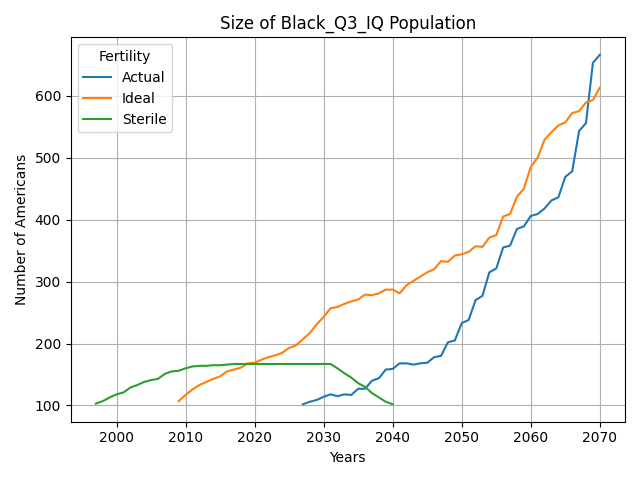 Size of Black_Q3_IQ Population
Fertility
Actual
Ideal
Sterile
Number of Americans
600
500
400
300
200
100
2000 2010 2020 2030 2040 2050 2060 2070
Years